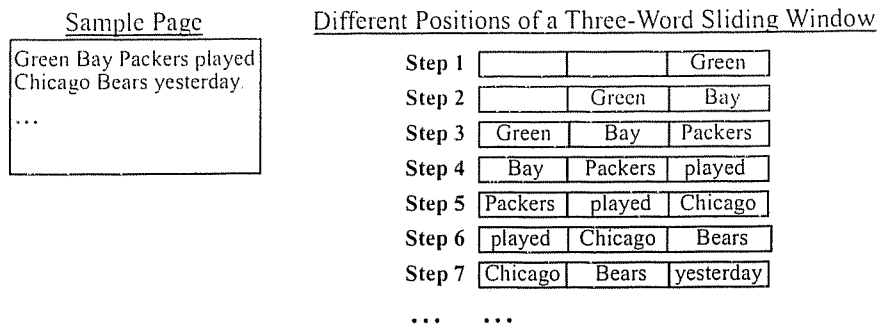 Sample Page
Green Bay Packers played
Chicago Bears yesterday.
...
Different Positions of a Three-Word Sliding Window
Step 1 Green
Step 2 Green Bay
Step 3 Green Bay Packers
Step 4 Bay Packers played
Step 5 Packers played Chicago
Step 6 played Chicago Bears
Step 7 Chicago Bears yesterday
... ...